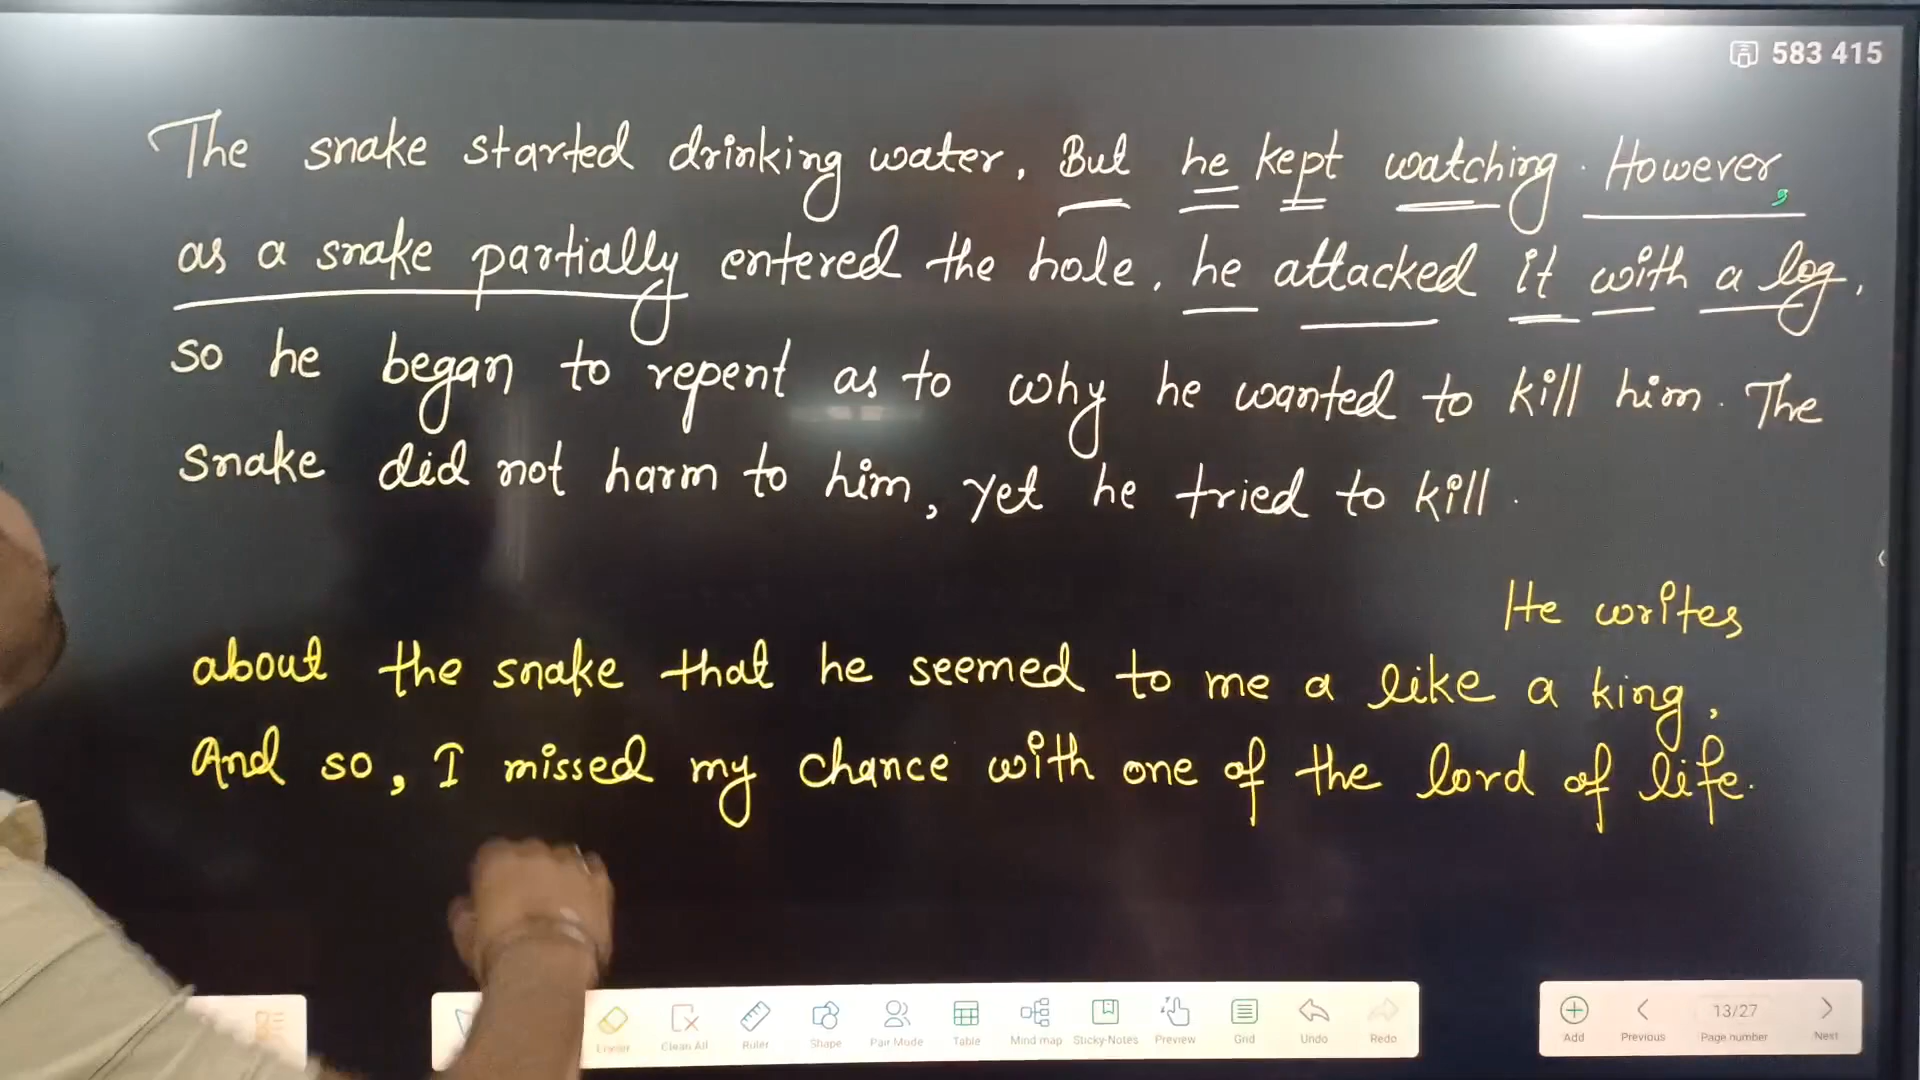 583 415
The snake started drinking water. But he kept watching. However,
as a snake partially entered the hole, he attacked it with a log,
so he began to repent as to why he wanted to kill him. The
snake did not harm to him, yet he tried to kill.
He writes
about the snake that he seemed to me a like a king.
And so, I missed my chance with one of the lord of life.
Clean All
Ruler
Shape
Pair Mode
Table
Mind map
Sticky Notes
Preview
Grid
Undo
Redo
Add
Previous
13/27
Page number
Next